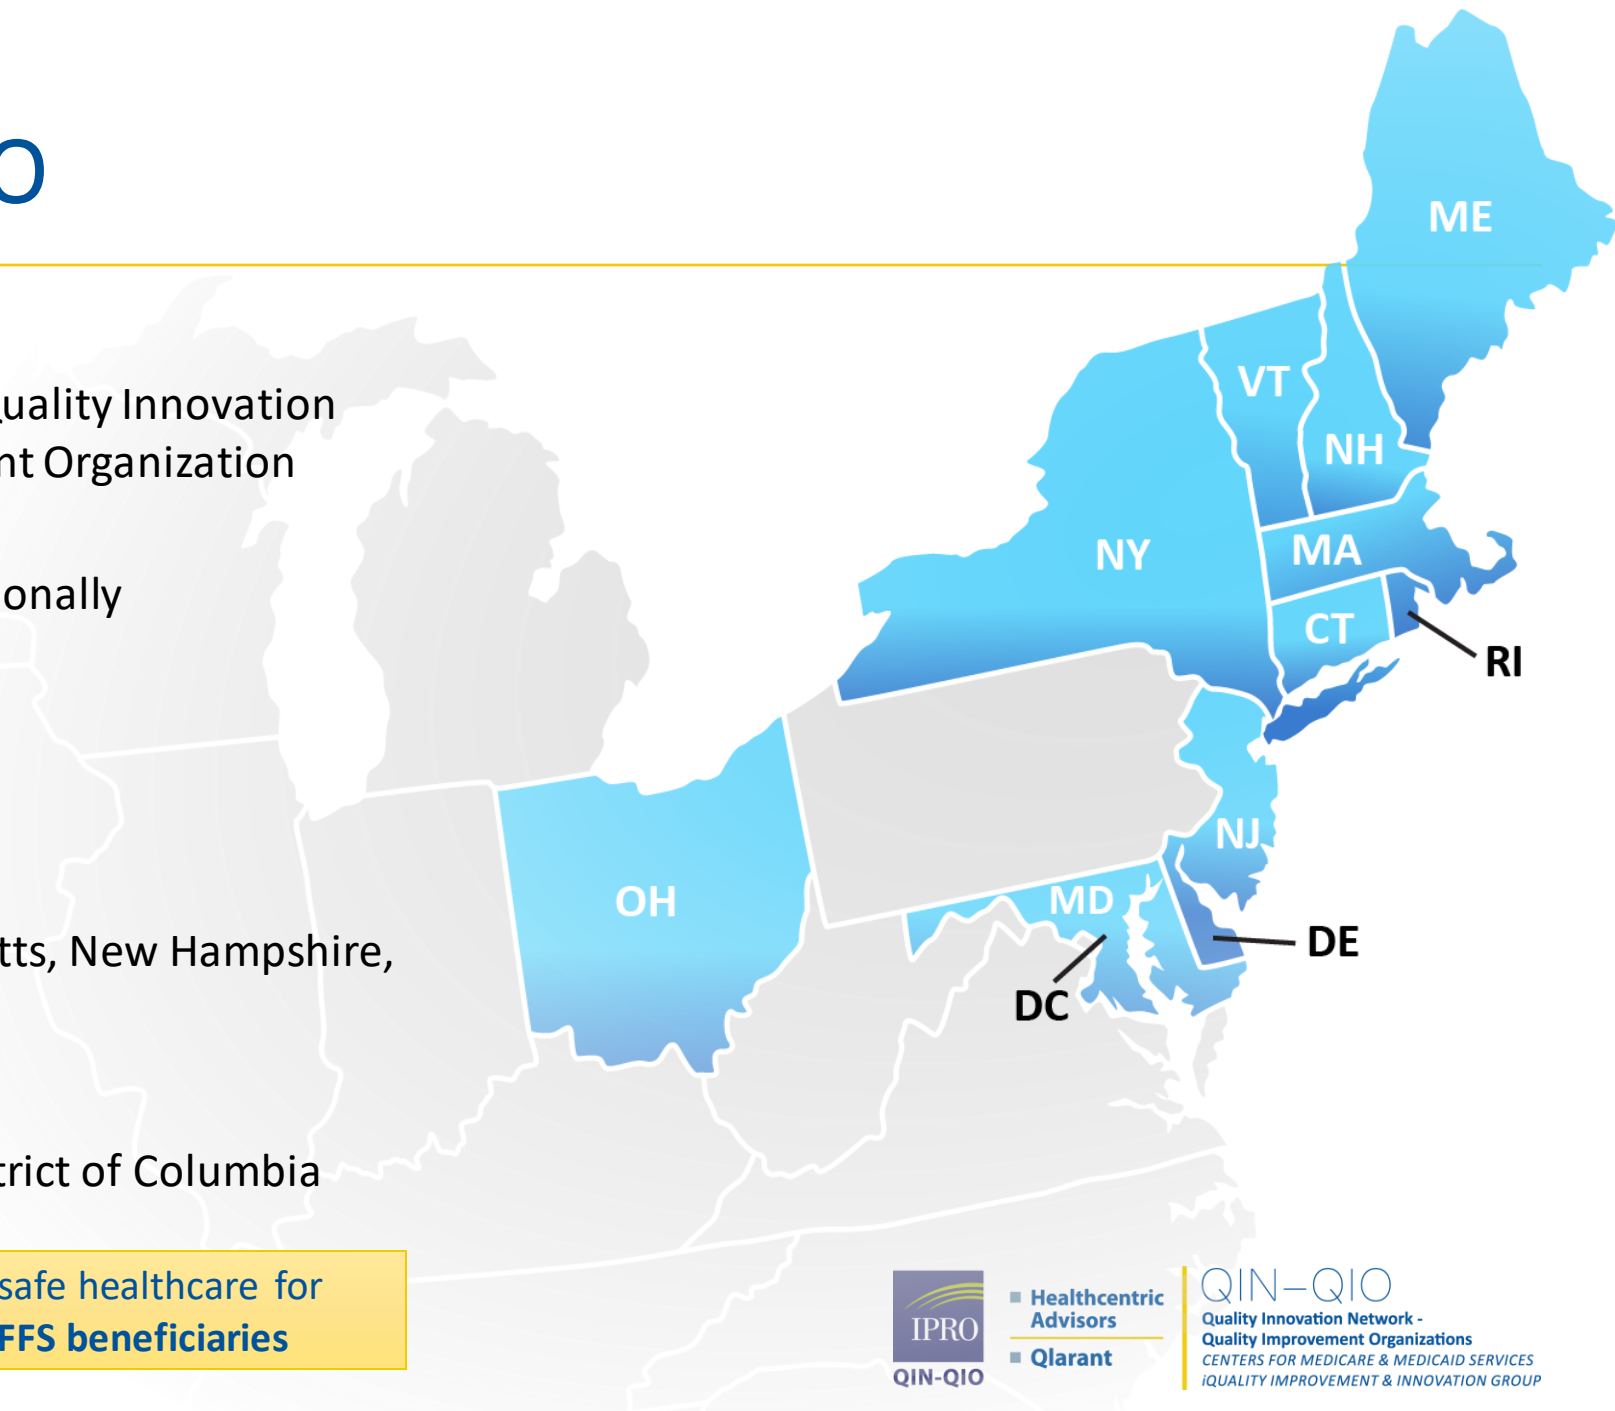 O
uality Innovation
nt Organization
onally
tts, New Hampshire,
trict of Columbia
safe healthcare for
FFS beneficiaries
ME
VT
NH
NY
MA
CT
RI
NJ
OH
MD
DE
DC
IPRO
QIN-QIO
Healthcentric
Advisors
Qlarant
QIN–QIO
Quality Innovation Network -
Quality Improvement Organizations
CENTERS FOR MEDICARE & MEDICAID SERVICES
iQUALITY IMPROVEMENT & INNOVATION GROUP